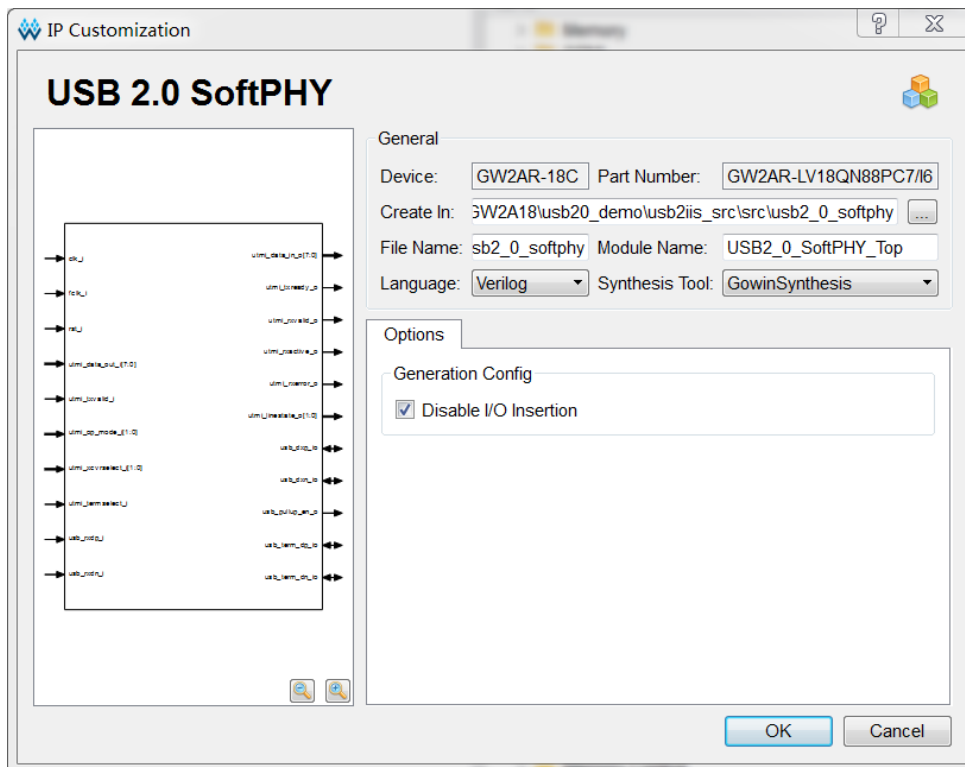 IP Customization
Memory
USB 2.0 SoftPHY
General
Device: GW2AR-18C Part Number: GW2AR-LV18QN88PC7/I6
Create In: GW2A18\usb20_demo\usb2iis_src\src\usb2_0_softphy ...
File Name: sb2_0_softphy Module Name: USB2_0_SoftPHY_Top
Language: Verilog Synthesis Tool: GowinSynthesis
Options
Generation Config
Disable I/O Insertion
clk_i
fclk_i
rst_i
utmi_data_out_i[7:0]
utmi_txvalid_i
utmi_op_mode_i[1:0]
utmi_xcvrselect_i[1:0]
utmi_termselect_i
usb_rxdp_i
usb_rxdn_i
utmi_data_in_o[7:0]
utmi_txready_o
utmi_rxvalid_o
utmi_rxactive_o
utmi_rxerror_o
utmi_linestate_o[1:0]
usb_dxp_io
usb_dxn_io
usb_pullup_en_o
usb_term_dp_io
usb_term_dn_io
OK Cancel